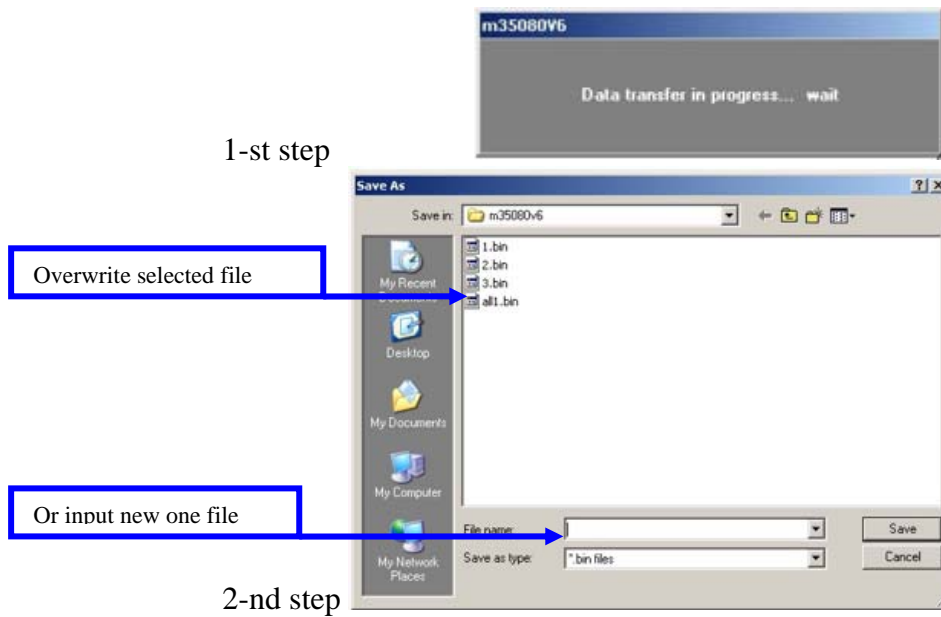 m35080V6
Data transfer in progress... wait
1-st step
Save As
Save in: m35080v6
1.bin
2.bin
3.bin
all1.bin
Overwrite selected file
My Recent
Documents
Desktop
My Documents
My Computer
My Network
Places
Or input new one file
File name:
Save
Save as type: *.bin files
Cancel
2-nd step